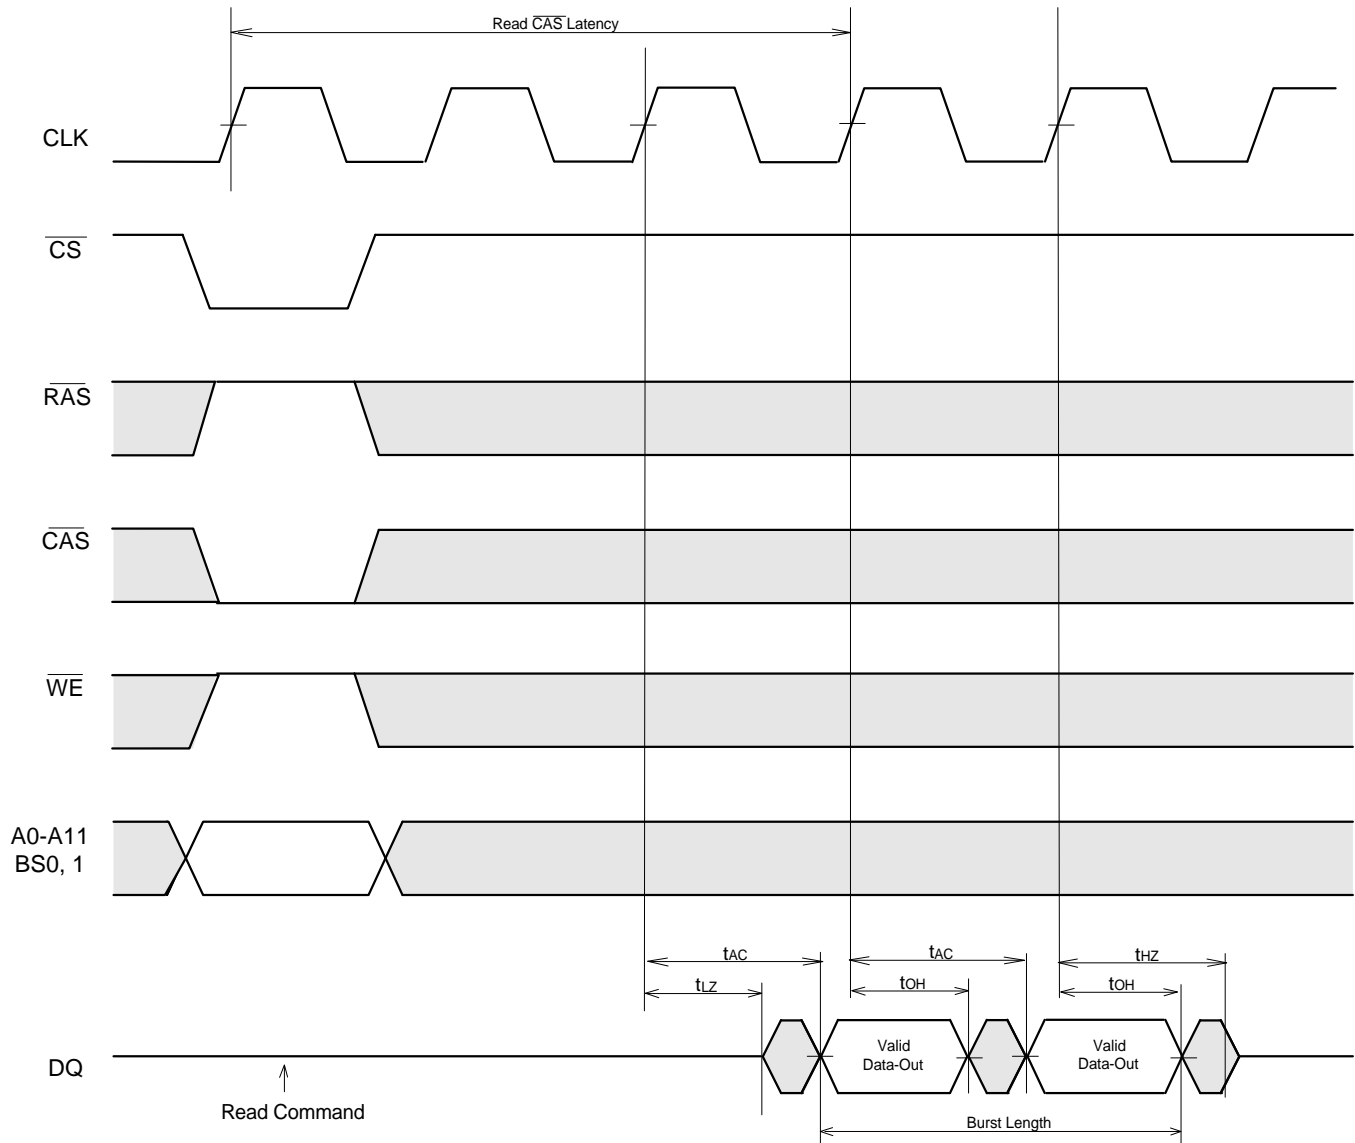 Read CAS Latency
CLK
CS
RAS
CAS
WE
A0-A11
BS0, 1
tAC
tAC
tHZ
tLZ
tOH
tOH
DQ
Valid
Data-Out
Valid
Data-Out
Read Command
Burst Length